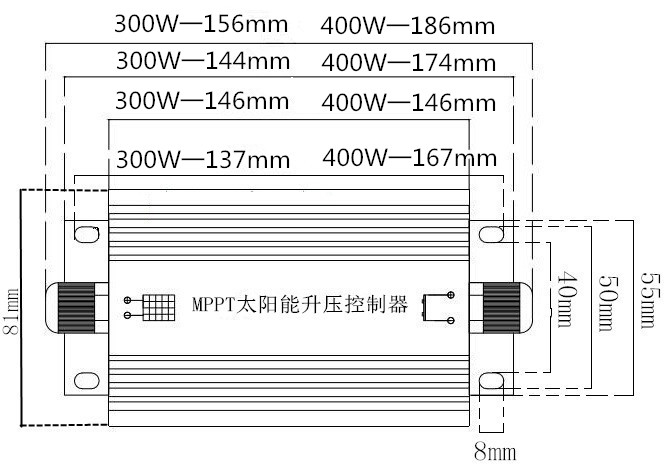 300W—156mm 400W—186mm
300W—144mm 400W—174mm
300W—146mm 400W—146mm
300W—137mm 400W—167mm
81mm
MPPT太阳能升压控制器
40mm
50mm
55mm
8mm